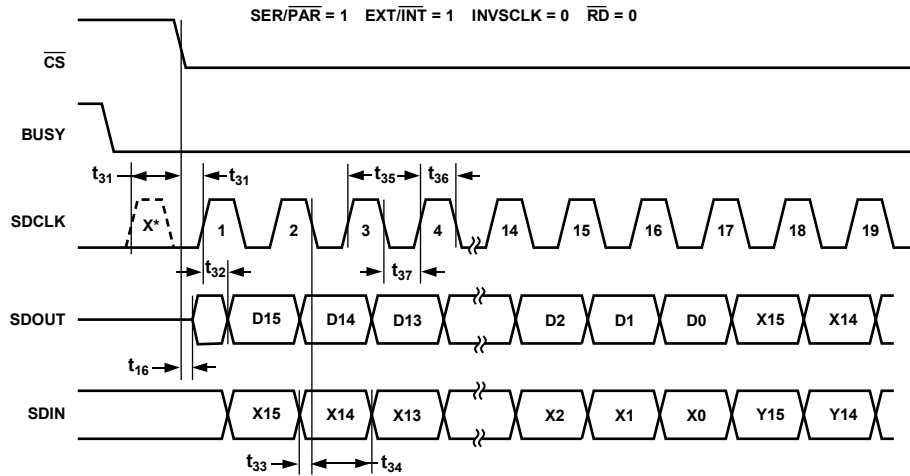 SER/PAR = 1 EXT/INT = 1 INVSCLK = 0 RD = 0
CS
BUSY
t31 t31 t35 t36
SDCLK X* 1 2 3 4 14 15 16 17 18 19
t32 t37
SDOUT D15 D14 D13 D2 D1 D0 X15 X14
t16
SDIN X15 X14 X13 X2 X1 X0 Y15 Y14
t33 t34